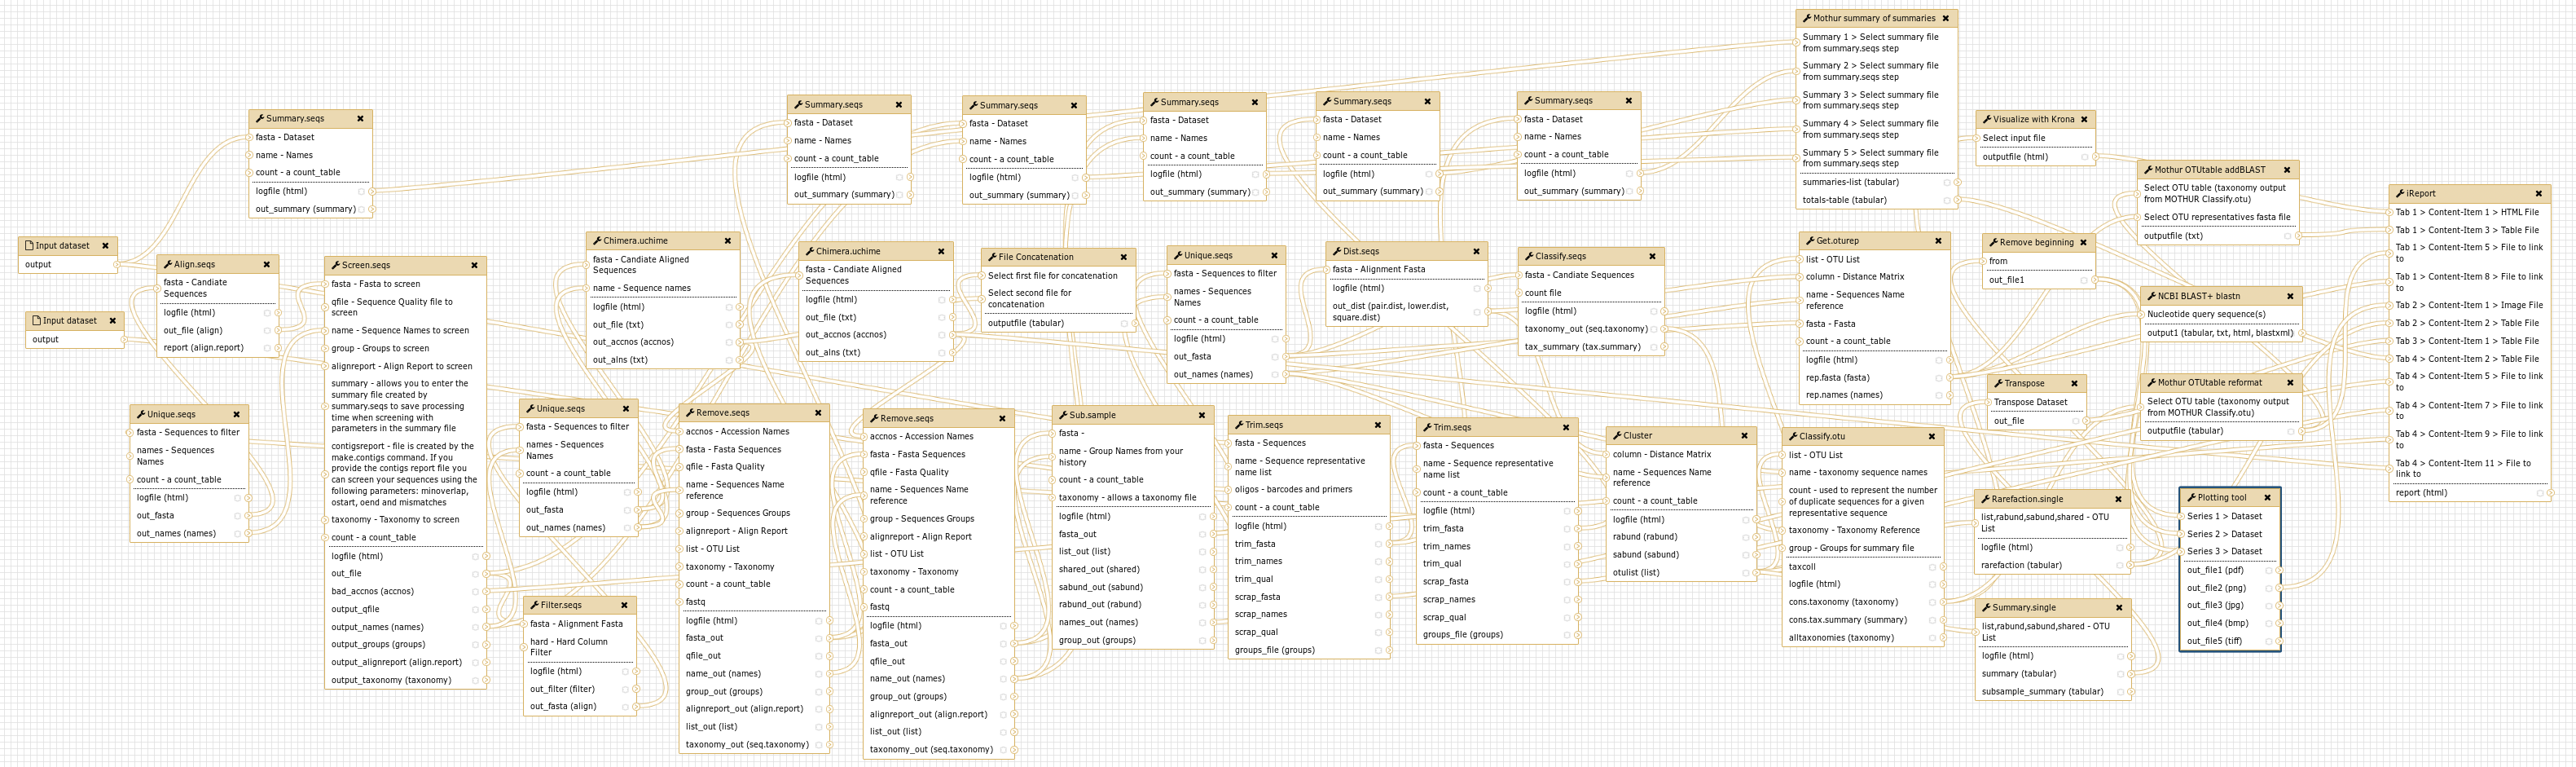 Input dataset
output
Input dataset
output
Summary.seqs
fasta - Dataset
name - Names
count - a count_table
logfile (html)
out_summary (summary)
Align.seqs
fasta - Candiate
Sequences
logfile (html)
out_file (align)
report (align.report)
Unique.seqs
fasta - Sequences to filter
names - Sequences
Names
count - a count_table
logfile (html)
out_fasta
out_names (names)
Screen.seqs
fasta - Fasta to screen
qfile - Sequence Quality file to
screen
name - Sequence Names to screen
group - Groups to screen
alignreport - Align Report to screen
summary - allows you to enter the
summary file created by
summary.seqs to save processing
time when screening with
parameters in the summary file
contigsreport - file is created by the
make.contigs command. If you
provide the contigs report file you
can screen your sequences using the
following parameters: minoverlap,
ostart, oend and mismatches
taxonomy - Taxonomy to screen
count - a count_table
logfile (html)
out_file
bad_accnos (accnos)
output_qfile
output_names (names)
output_groups (groups)
output_alignreport (align.report)
output_taxonomy (taxonomy)
Unique.seqs
fasta - Sequences to filter
names - Sequences
Names
count - a count_table
logfile (html)
out_fasta
out_names (names)
Filter.seqs
fasta - Alignment Fasta
hard - Hard Column
Filter
logfile (html)
out_filter (filter)
out_fasta (align)
Chimera.uchime
fasta - Candiate Aligned
Sequences
name - Sequence names
logfile (html)
out_file (txt)
out_accnos (accnos)
out_alns (txt)
Remove.seqs
accnos - Accession Names
fasta - Fasta Sequences
qfile - Fasta Quality
name - Sequences Name
reference
group - Sequences Groups
alignreport - Align Report
list - OTU List
taxonomy - Taxonomy
count - a count_table
fastq
logfile (html)
fasta_out
qfile_out
name_out (names)
group_out (groups)
alignreport_out (align.report)
list_out (list)
taxonomy_out (seq.taxonomy)
Summary.seqs
fasta - Dataset
name - Names
count - a count_table
logfile (html)
out_summary (summary)
Chimera.uchime
fasta - Candiate Aligned
Sequences
logfile (html)
out_file (txt)
out_accnos (accnos)
out_alns (txt)
Remove.seqs
accnos - Accession Names
fasta - Fasta Sequences
qfile - Fasta Quality
name - Sequences Name
reference
group - Sequences Groups
alignreport - Align Report
list - OTU List
taxonomy - Taxonomy
count - a count_table
fastq
logfile (html)
fasta_out
qfile_out
name_out (names)
group_out (groups)
alignreport_out (align.report)
list_out (list)
taxonomy_out (seq.taxonomy)
Summary.seqs
fasta - Dataset
name - Names
count - a count_table
logfile (html)
out_summary (summary)
File Concatenation
Select first file for concatenation
Select second file for
concatenation
outputfile (tabular)
Sub.sample
fasta -
name - Group Names from your
history
count - a count_table
taxonomy - allows a taxonomy file
logfile (html)
fasta_out
list_out (list)
shared_out (shared)
sabund_out (sabund)
rabund_out (rabund)
names_out (names)
group_out (groups)
Summary.seqs
fasta - Dataset
name - Names
count - a count_table
logfile (html)
out_summary (summary)
Unique.seqs
fasta - Sequences to filter
names - Sequences
Names
count - a count_table
logfile (html)
out_fasta
out_names (names)
Trim.seqs
fasta - Sequences
name - Sequence representative
name list
oligos - barcodes and primers
count - a count_table
logfile (html)
trim_fasta
trim_names
trim_qual
scrap_fasta
scrap_names
scrap_qual
groups_file (groups)
Summary.seqs
fasta - Dataset
name - Names
count - a count_table
logfile (html)
out_summary (summary)
Dist.seqs
fasta - Alignment Fasta
logfile (html)
out_dist (pair.dist, lower.dist,
square.dist)
Trim.seqs
fasta - Sequences
name - Sequence representative
name list
count - a count_table
logfile (html)
trim_fasta
trim_names
trim_qual
scrap_fasta
scrap_names
scrap_qual
groups_file (groups)
Summary.seqs
fasta - Dataset
name - Names
count - a count_table
logfile (html)
out_summary (summary)
Classify.seqs
fasta - Candiate Sequences
count file
logfile (html)
taxonomy_out (seq.taxonomy)
tax_summary (tax.summary)
Cluster
column - Distance Matrix
name - Sequences Name
reference
count - a count_table
logfile (html)
rabund (rabund)
sabund (sabund)
otulist (list)
Mothur summary of summaries
Summary 1 > Select summary file
from summary.seqs step
Summary 2 > Select summary file
from summary.seqs step
Summary 3 > Select summary file
from summary.seqs step
Summary 4 > Select summary file
from summary.seqs step
Summary 5 > Select summary file
from summary.seqs step
summaries-list (tabular)
totals-table (tabular)
Get.oturep
list - OTU List
column - Distance Matrix
name - Sequences Name
reference
fasta - Fasta
count - a count_table
logfile (html)
rep.fasta (fasta)
rep.names (names)
Classify.otu
list - OTU List
name - taxonomy sequence names
count - used to represent the number
of duplicate sequences for a given
representative sequence
taxonomy - Taxonomy Reference
group - Groups for summary file
taxcoll
logfile (html)
cons.taxonomy (taxonomy)
cons.tax.summary (summary)
alltaxonomies (taxonomy)
Visualize with Krona
Select input file
outputfile (html)
Remove beginning
from
out_file1
Transpose
Transpose Dataset
out_file
Rarefaction.single
list,rabund,sabund,shared - OTU
List
logfile (html)
rarefaction (tabular)
Summary.single
list,rabund,sabund,shared - OTU
List
logfile (html)
summary (tabular)
subsample_summary (tabular)
Mothur OTUtable addBLAST
Select OTU table (taxonomy output
from MOTHUR Classify.otu)
Select OTU representatives fasta file
outputfile (txt)
NCBI BLAST+ blastn
Nucleotide query sequence(s)
output1 (tabular, txt, html, blastxml)
Mothur OTUtable reformat
Select OTU table (taxonomy output
from MOTHUR Classify.otu)
outputfile (tabular)
Plotting tool
Series 1 > Dataset
Series 2 > Dataset
Series 3 > Dataset
out_file1 (pdf)
out_file2 (png)
out_file3 (jpg)
out_file4 (bmp)
out_file5 (tiff)
iReport
Tab 1 > Content-Item 1 > HTML File
Tab 1 > Content-Item 3 > Table File
Tab 1 > Content-Item 5 > File to link
to
Tab 1 > Content-Item 8 > File to link
to
Tab 2 > Content-Item 1 > Image File
Tab 2 > Content-Item 2 > Table File
Tab 3 > Content-Item 1 > Table File
Tab 4 > Content-Item 2 > Table File
Tab 4 > Content-Item 5 > File to link
to
Tab 4 > Content-Item 7 > File to link
to
Tab 4 > Content-Item 9 > File to link
to
Tab 4 > Content-Item 11 > File to
link to
report (html)